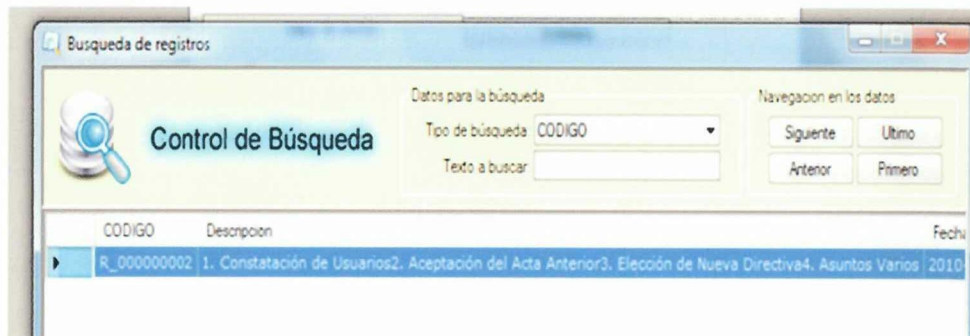 Busqueda de registros
Control de Búsqueda
Datos para la búsqueda
Tipo de búsqueda CODIGO
Texto a buscar
Navegacion en los datos
Siguiente Ultimo
Anterior Primero
CODIGO Descripcion Fecha
R_000000002 1. Constatación de Usuarios2. Aceptación del Acta Anterior3. Elección de Nueva Directiva4. Asuntos Varios 2010-